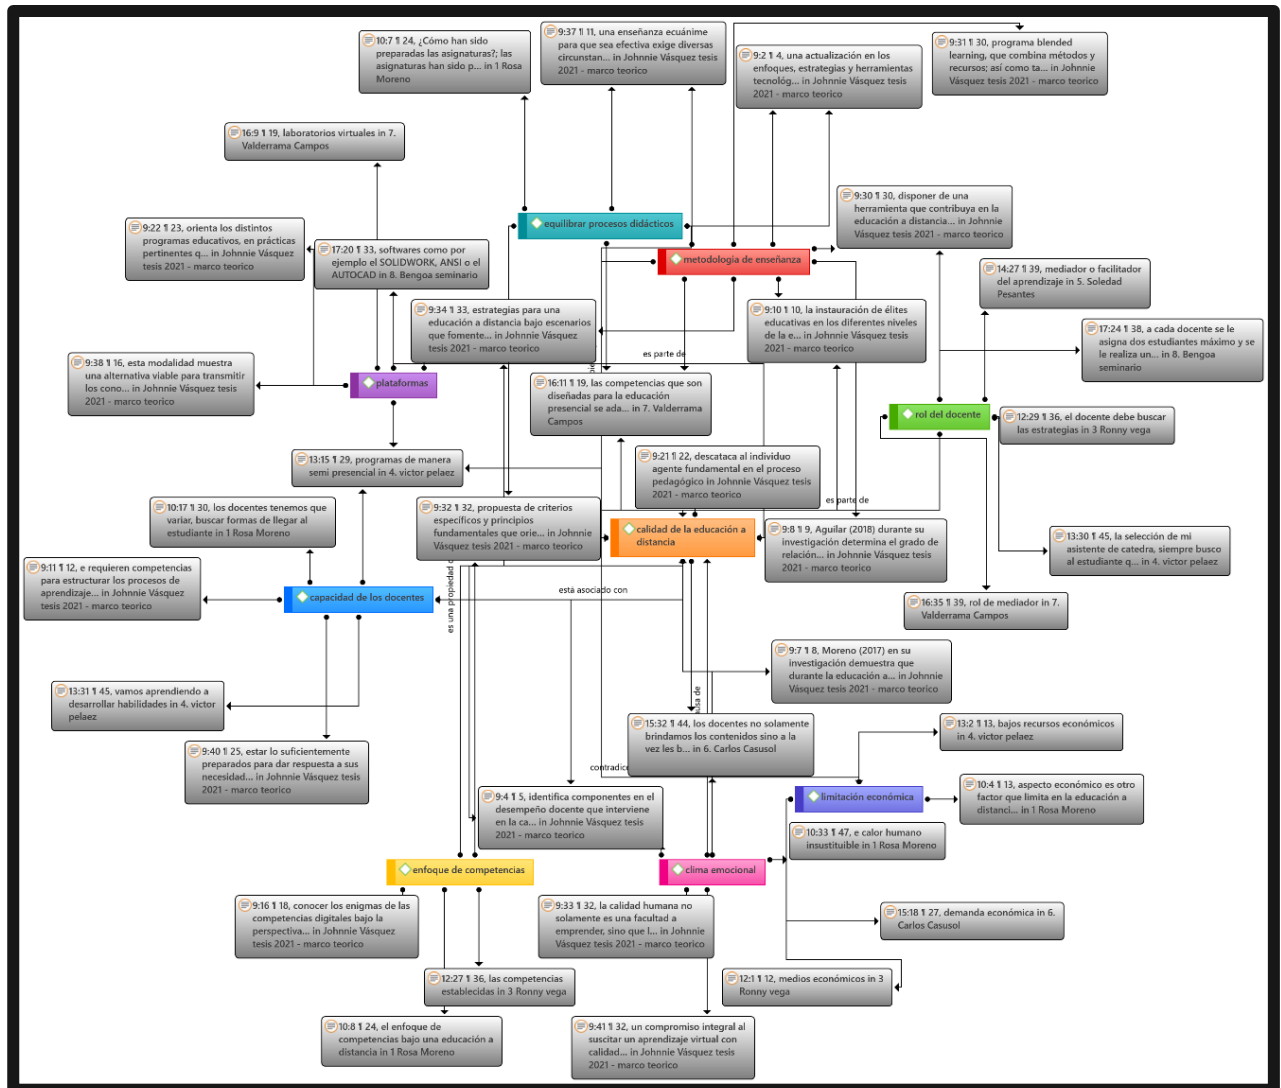 10:7 ¶ 24, ¿Cómo han sido
preparadas las asignaturas?; las
asignaturas han sido p... in 1 Rosa
Moreno
9:37 ¶ 11, una enseñanza ecuánime
para que sea efectiva exige diversas
circunstan... in Johnnie Vásquez tesis
2021 - marco teorico
9:2 ¶ 4, una actualización en los
enfoques, estrategias y herramientas
tecnológ... in Johnnie Vásquez tesis
2021 - marco teorico
9:31 ¶ 30, programa blended
learning, que combina métodos y
recursos; así como ta... in Johnnie
Vásquez tesis 2021 - marco teorico
16:9 ¶ 19, laboratorios virtuales in 7.
Valderrama Campos
9:30 ¶ 30, disponer de una
herramienta que contribuya en la
educación a distancia... in Johnnie
Vásquez tesis 2021 - marco teorico
9:22 ¶ 23, orienta los distintos
programas educativos, en prácticas
pertinentes q... in Johnnie Vásquez
tesis 2021 - marco teorico
equilibrar procesos didácticos
17:20 ¶ 33, softwares como por
ejemplo el SOLIDWORK, ANSI o el
AUTOCAD in 8. Bengoa seminario
metodología de enseñanza
14:27 ¶ 39, mediador o facilitador
del aprendizaje in 5. Soledad
Pesantes
9:34 ¶ 33, estrategias para una
educación a distancia bajo escenarios
que fomente... in Johnnie Vásquez
tesis 2021 - marco teorico
9:10 ¶ 10, la instauración de élites
educativas en los diferentes niveles
de la e... in Johnnie Vásquez tesis
2021 - marco teorico
17:24 ¶ 38, a cada docente se le
asigna dos estudiantes máximo y se
le realiza un... in 8. Bengoa
seminario
es parte de
9:38 ¶ 16, esta modalidad muestra
una alternativa viable para transmitir
los cono... in Johnnie Vásquez tesis
2021 - marco teorico
plataformas
16:11 ¶ 19, las competencias que son
diseñadas para la educación
presencial se ada... in 7. Valderrama
Campos
rol del docente
12:29 ¶ 36, el docente debe buscar
las estrategias in 3 Ronny vega
13:15 ¶ 29, programas de manera
semi presencial in 4. victor pelaez
9:21 ¶ 22, descataca al individuo
agente fundamental en el proceso
pedagógico in Johnnie Vásquez tesis
2021 - marco teorico
es parte de
10:17 ¶ 30, los docentes tenemos que
variar, buscar formas de llegar al
estudiante in 1 Rosa Moreno
9:32 ¶ 32, propuesta de criterios
específicos y principios
fundamentales que orie... in Johnnie
Vásquez tesis 2021 - marco teorico
calidad de la educación a
distancia
9:8 ¶ 9, Aguilar (2018) durante su
investigación determina el grado de
relación... in Johnnie Vásquez tesis
2021 - marco teorico
13:30 ¶ 45, la selección de mi
asistente de catedra, siempre busco
al estudiante q... in 4. victor pelaez
9:11 ¶ 12, e requieren competencias
para estructurar los procesos de
aprendizaje... in Johnnie Vásquez
tesis 2021 - marco teorico
capacidad de los docentes
está asociado con
es una propiedad
16:35 ¶ 39, rol de mediador in 7.
Valderrama Campos
9:7 ¶ 8, Moreno (2017) en su
investigación demuestra que
durante la educación a... in Johnnie
Vásquez tesis 2021 - marco teorico
13:31 ¶ 45, vamos aprendiendo a
desarrollar habilidades in 4. victor
pelaez
15:32 ¶ 44, los docentes no solamente
brindamos los contenidos sino a la
vez les b... in 6. Carlos Casusol
13:2 ¶ 13, bajos recursos económicos
in 4. victor pelaez
9:40 ¶ 25, estar lo suficientemente
preparados para dar respuesta a sus
necesidad... in Johnnie Vásquez tesis
2021 - marco teorico
9:4 ¶ 5, identifica componentes en el
desempeño docente que interviene
en la ca... in Johnnie Vásquez tesis
2021 - marco teorico
limitación económica
10:4 ¶ 13, aspecto económico es otro
factor que limita en la educación a
distanci... in 1 Rosa Moreno
10:33 ¶ 47, e calor humano
insustituible in 1 Rosa Moreno
enfoque de competencias
clima emocional
9:16 ¶ 18, conocer los enigmas de las
competencias digitales bajo la
perspectiva... in Johnnie Vásquez
tesis 2021 - marco teorico
9:33 ¶ 32, la calidad humana no
solamente es una facultad a
emprender, sino que l... in Johnnie
Vásquez tesis 2021 - marco teorico
15:18 ¶ 27, demanda económica in 6.
Carlos Casusol
12:27 ¶ 36, las competencias
establecidas in 3 Ronny vega
12:1 ¶ 12, medios económicos in 3
Ronny vega
10:8 ¶ 24, el enfoque de
competencias bajo una educación a
distancia in 1 Rosa Moreno
9:41 ¶ 32, un compromiso integral al
suscitar un aprendizaje virtual con
calidad... in Johnnie Vásquez tesis
2021 - marco teorico